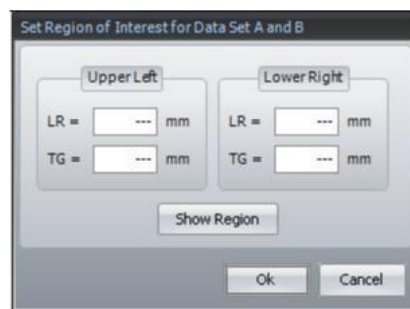 Set Region of Interest for Data Set A and B
Upper Left
Lower Right
LR = --- mm
LR = --- mm
TG = --- mm
TG = --- mm
Show Region
Ok
Cancel